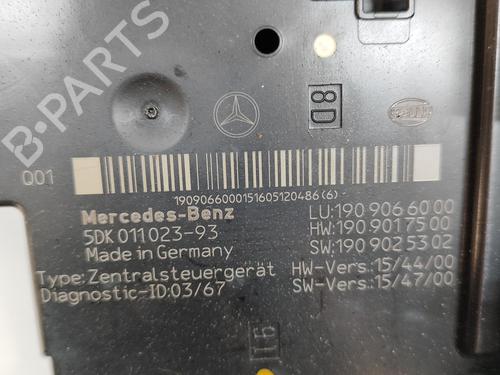 B-PARTS
8D
001
1909066000151605120486(6)
Mercedes-Benz
LU:190 906 60 00
5DK 011 023-93
HW:190 901 75 00
Made in Germany
SW:190 902 53 02
Type:Zentralsteuergerät
HW-Vers:15/44/00
Diagnostic-ID:03/67
SW-Vers:15/47/00